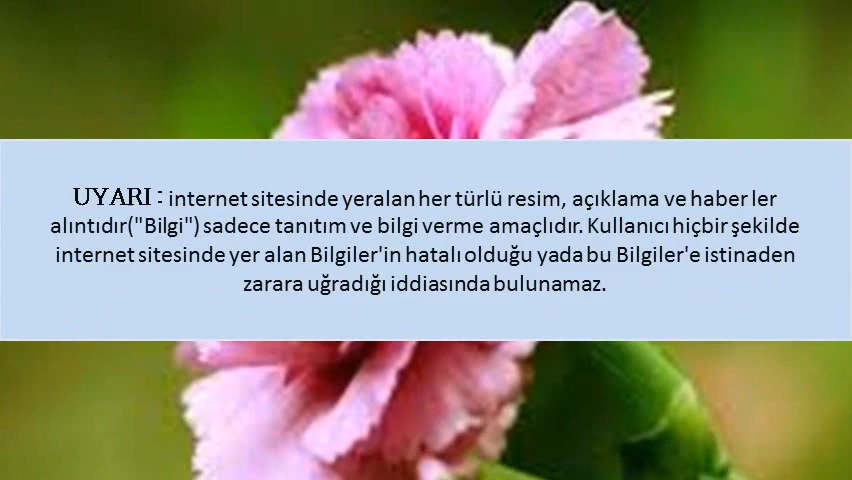 UYARI : internet sitesinde yeralan her türlü resim, açıklama ve haber ler
alıntıdır("Bilgi") sadece tanıtım ve bilgi verme amaçlıdır. Kullanıcı hiçbir şekilde
internet sitesinde yer alan Bilgiler'in hatalı olduğu yada bu Bilgiler'e istinaden
zarara uğradığı iddiasında bulunamaz.